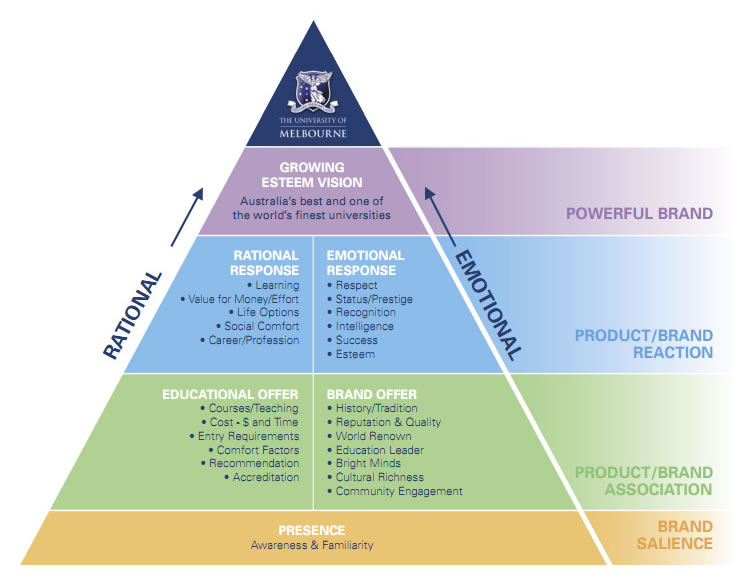 THE UNIVERSITY OF
MELBOURNE
GROWING
ESTEEM VISION
Australia's best and one of
the world's finest universities
POWERFUL BRAND
RATIONAL
EMOTIONAL
RATIONAL
RESPONSE
• Learning
• Value for Money/Effort
• Life Options
• Social Comfort
• Career/Profession
EMOTIONAL
RESPONSE
• Respect
• Status/Prestige
• Recognition
• Intelligence
• Success
• Esteem
PRODUCT/BRAND
REACTION
EDUCATIONAL OFFER
• Courses/Teaching
• Cost - $ and Time
• Entry Requirements
• Comfort Factors
• Recommendation
• Accreditation
BRAND OFFER
• History/Tradition
• Reputation & Quality
• World Renown
• Education Leader
• Bright Minds
• Cultural Richness
• Community Engagement
PRODUCT/BRAND
ASSOCIATION
PRESENCE
Awareness & Familiarity
BRAND
SALIENCE